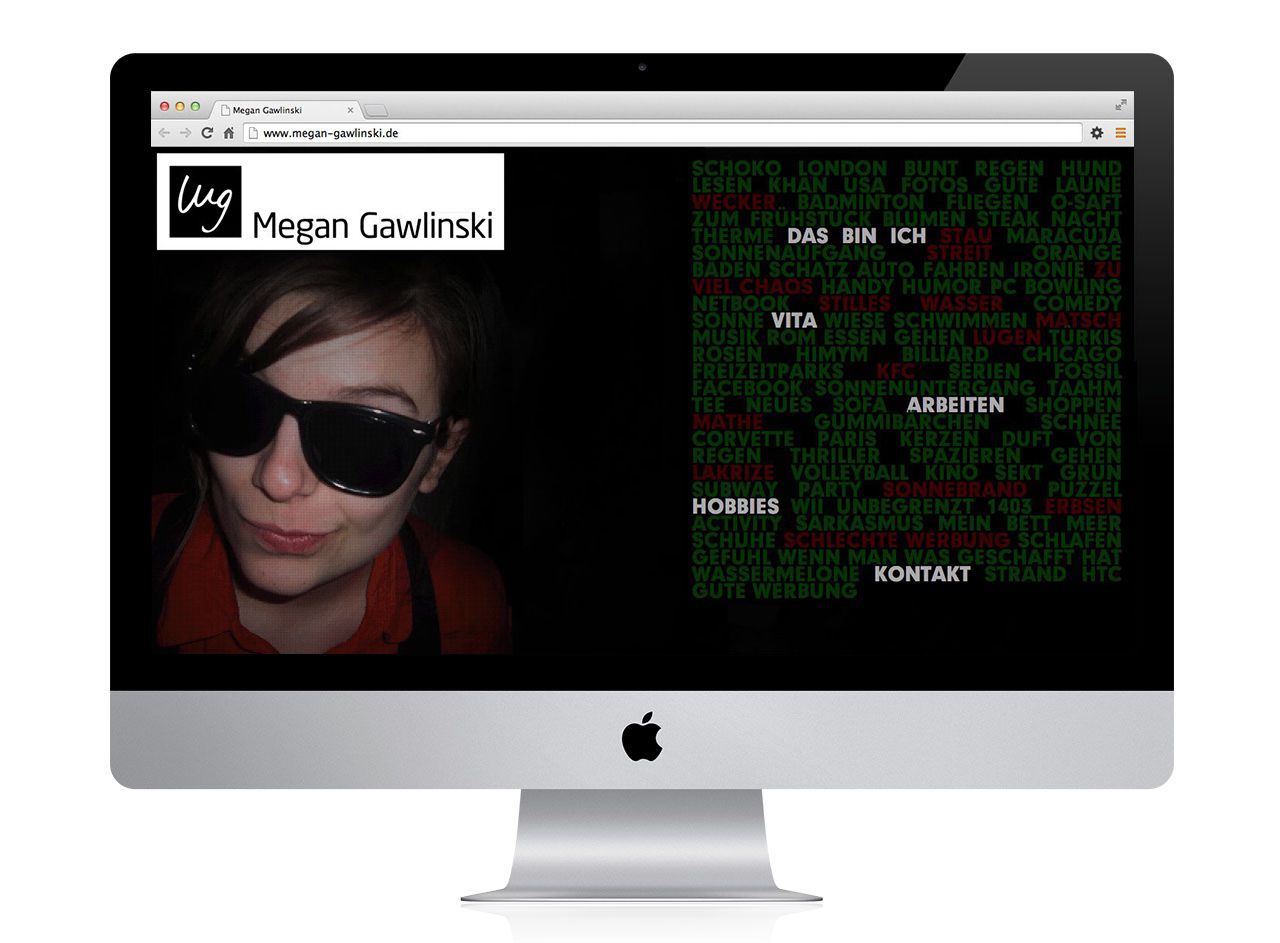 Megan Gawlinski
www.megan-gawlinski.de
mg
Megan Gawlinski
SCHOKO LONDON BUNT REGEN HUND
LESEN KHAN USA FOTOS GUTE LAUNE
WECKER BADMINTON FLIEGEN O-SAFT
ZUM FRÜHSTÜCK BLUMEN STEAK NACHT
THERME DAS BIN ICH STAU MARACUJA
SONNENAUFGANG STREIT ORANGE
BADEN SCHATZ AUTO FAHREN IRONIE ZU
VIEL CHAOS HANDY HUMOR PC BOWLING
NETBOOK STILLES WASSER COMEDY
SONNE VITA WIESE SCHWIMMEN MATSCH
MUSIK ROM ESSEN GEHEN LÜGEN TÜRKIS
ROSEN HIMYM BILLIARD CHICAGO
FREIZEITPARKS KFC SERIEN FOSSIL
FACEBOOK SONNENUNTERGANG TAAHM
TEE NEUES SOFA ARBEITEN SHOPPEN
MATHE GUMMIBÄRCHEN SCHNEE
CORVETTE PARIS KERZEN DUFT VON
REGEN THRILLER SPAZIEREN GEHEN
LAKRIZE VOLLEYBALL KINO SEKT GRÜN
SUBWAY PARTY SONNEBRAND PUZZEL
HOBBIES WII UNBEGRENZT 1403 ERBSEN
ACTIVITY SARKASMUS MEIN BETT MEER
SCHUHE SCHLECHTE WERBUNG SCHLAFEN
GEFÜHL WENN MAN WAS GESCHAFFT HAT
WASSERMELONE KONTAKT STRAND HTC
GUTE WERBUNG